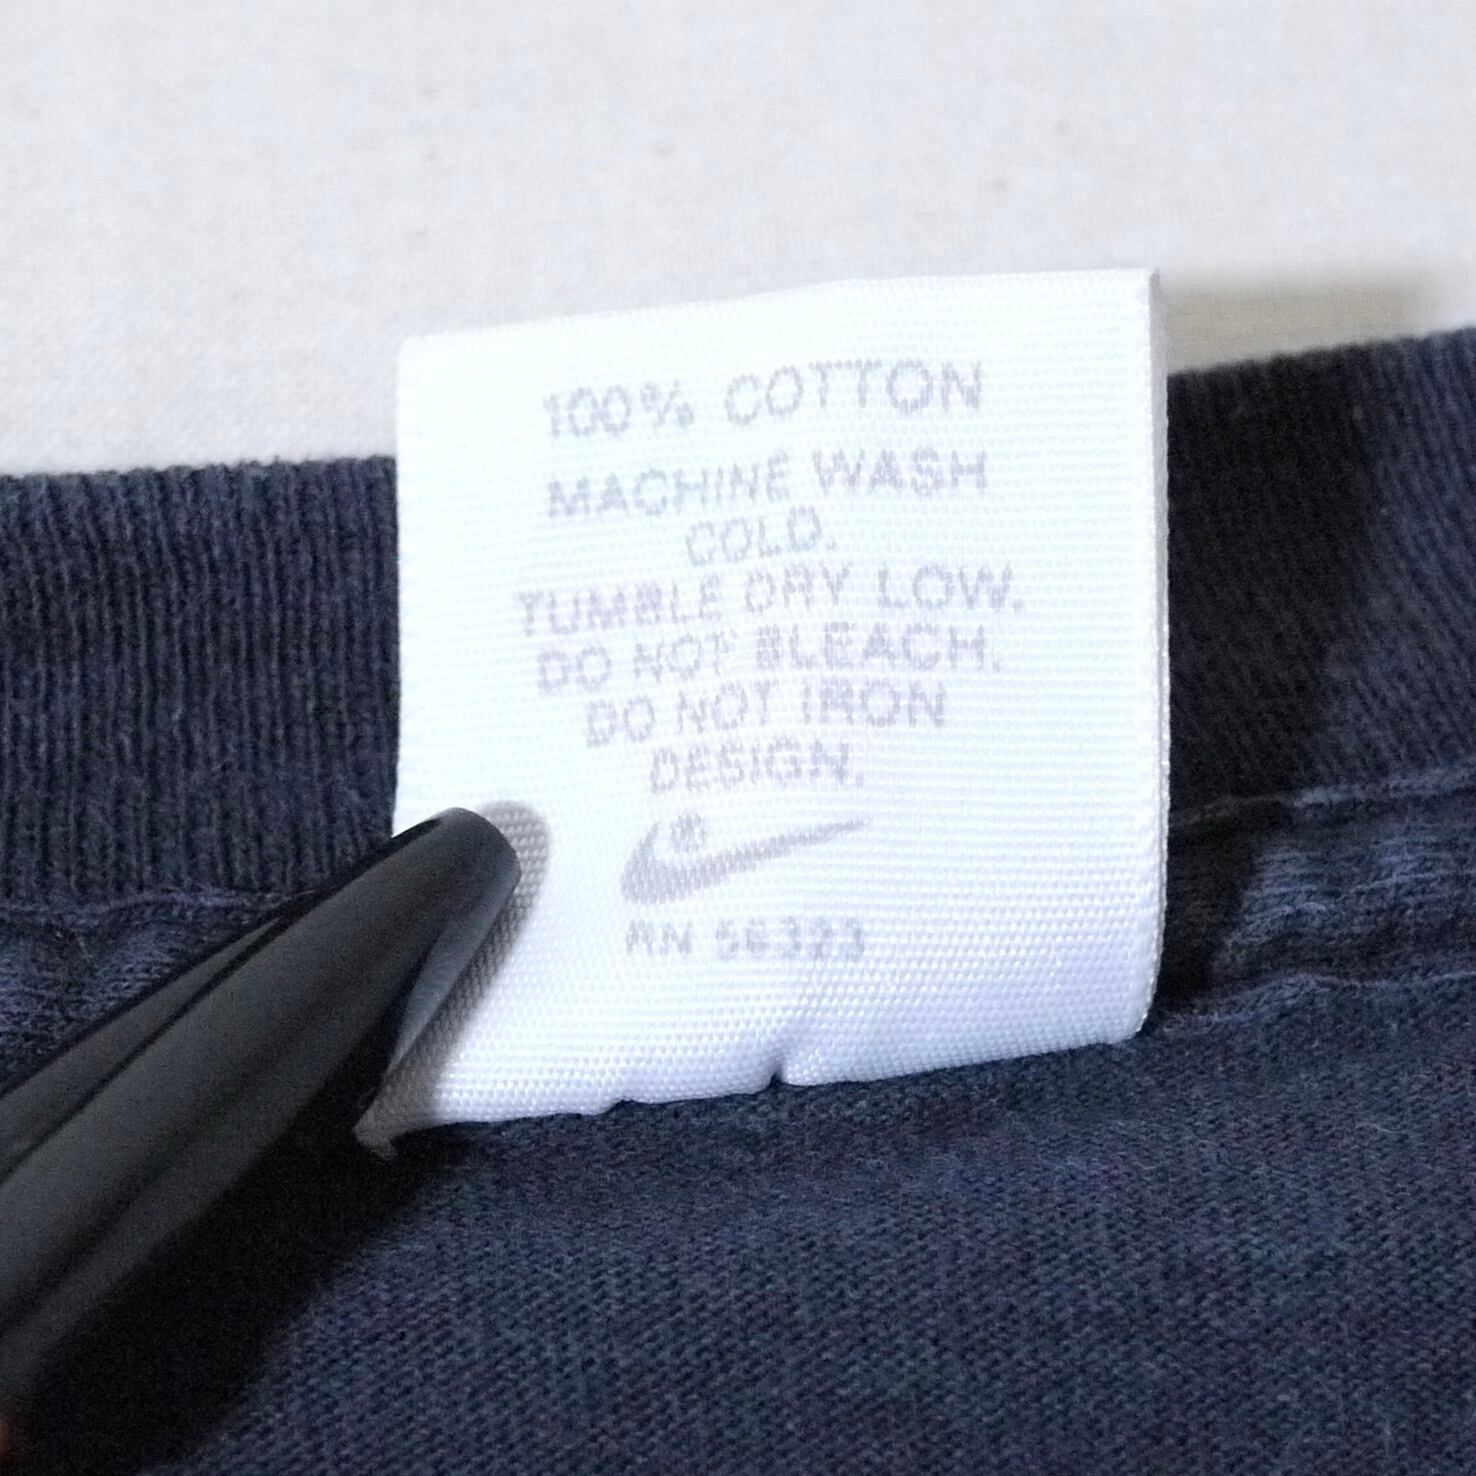 100% COTTON
MACHINE WASH
COLD.
TUMBLE DRY LOW.
DO NOT BLEACH.
DO NOT IRON
DESIGN.
®
RN 56323